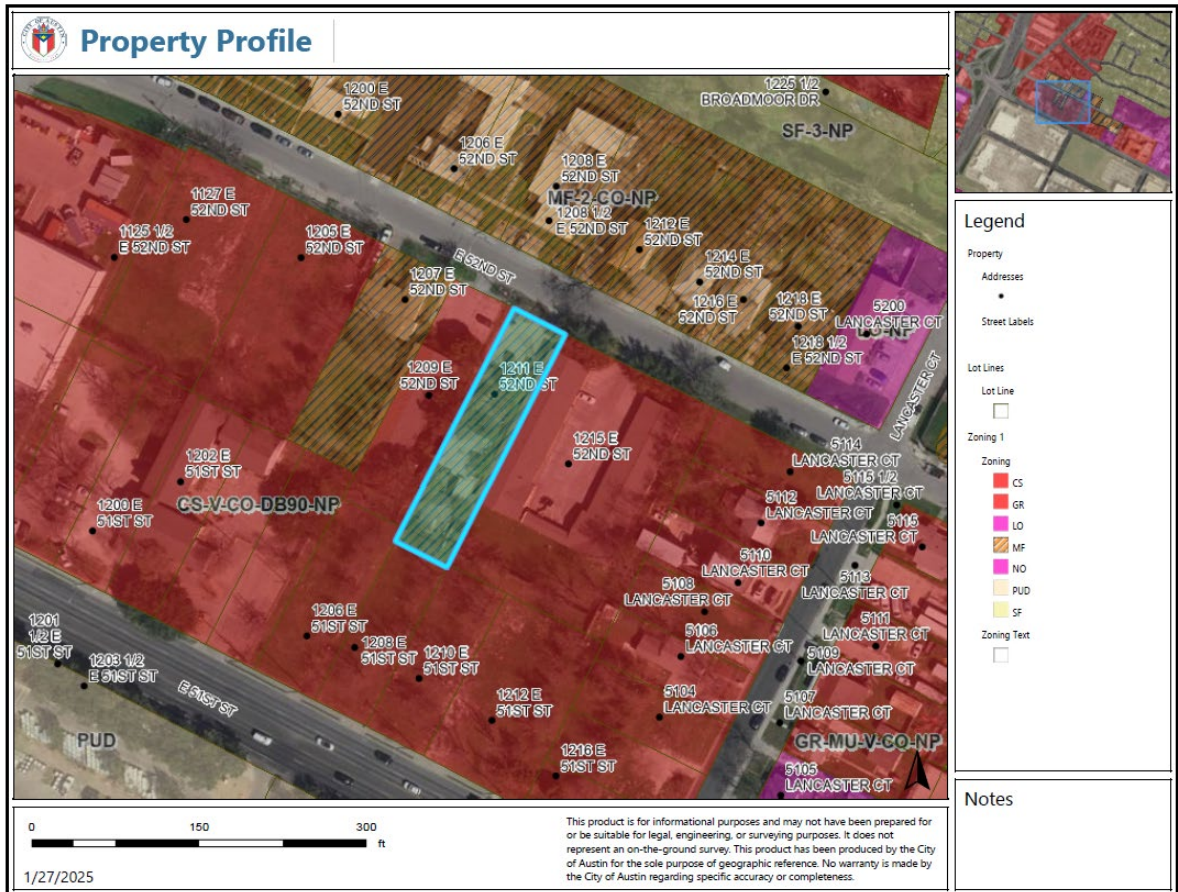 CITY OF AUSTIN
Property Profile
1200 E
52ND ST
1225 1/2
BROADMOOR DR
SF-3-NP
1206 E
52ND ST
1208 E
52ND ST
MF-2-CO-NP
1208 1/2
E 52ND ST
1127 E
52ND ST
1125 1/2
E 52ND ST
1205 E
52ND ST
1212 E
52ND ST
E 52ND ST
1214 E
52ND ST
1207 E
52ND ST
1216 E
52ND ST
1218 E
52ND ST
5200
LANCASTER CT
LO-NP
1218 1/2
E 52ND ST
LANCASTER CT
1209 E
52ND ST
1211 E
52ND ST
1215 E
52ND ST
5114
LANCASTER CT
5115 1/2
LANCASTER CT
1202 E
51ST ST
CS-V-CO-DB90-NP
1200 E
51ST ST
5112
LANCASTER CT
5115
LANCASTER CT
5110
LANCASTER CT
5113
LANCASTER CT
5108
LANCASTER CT
5111
LANCASTER CT
1206 E
51ST ST
1208 E
51ST ST
1210 E
51ST ST
5106
LANCASTER CT
5109
LANCASTER CT
1201
1/2 E
51ST ST
1203 1/2
E 51ST ST
E 51ST ST
1212 E
51ST ST
5104
LANCASTER CT
5107
LANCASTER CT
PUD
GR-MU-V-CO-NP
1216 E
51ST ST
5105
LANCASTER CT
Legend
Property
Addresses
Street Labels
Lot Lines
Lot Line
Zoning 1
Zoning
CS
GR
LO
MF
NO
PUD
SF
Zoning Text
Notes
0 150 300
ft
1/27/2025
This product is for informational purposes and may not have been prepared for
or be suitable for legal, engineering, or surveying purposes. It does not
represent an on-the-ground survey. This product has been produced by the City
of Austin for the sole purpose of geographic reference. No warranty is made by
the City of Austin regarding specific accuracy or completeness.